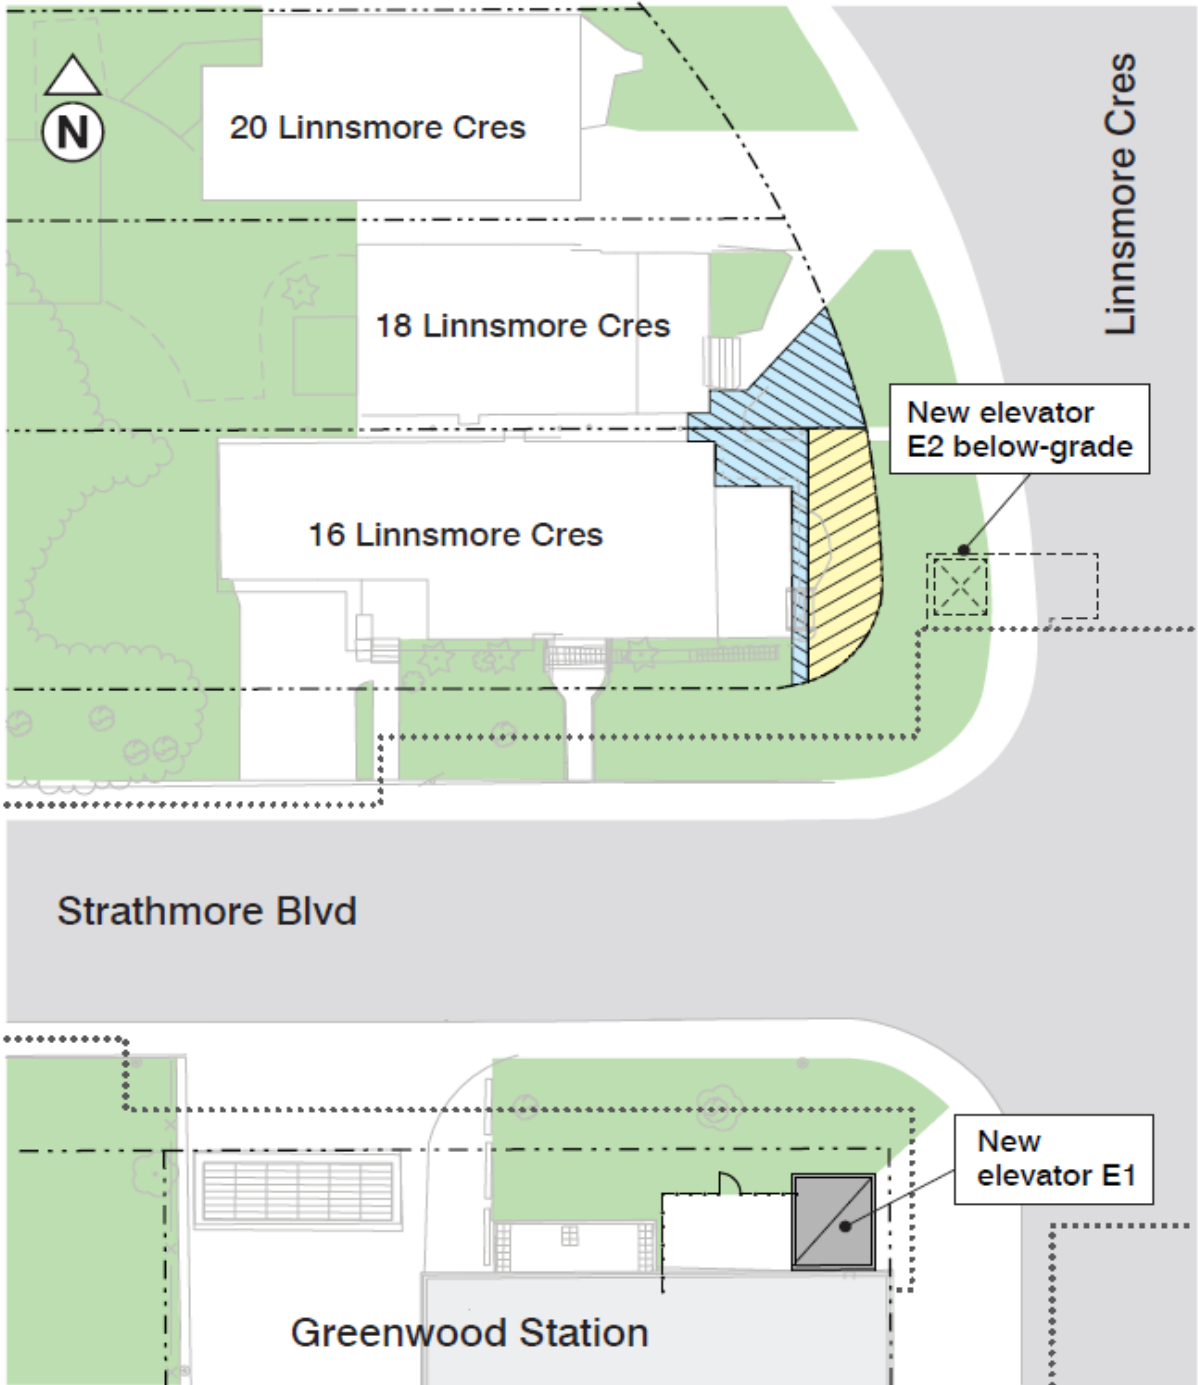 N
20 Linnsmore Cres
Linnsmore Cres
18 Linnsmore Cres
New elevator
E2 below-grade
16 Linnsmore Cres
Strathmore Blvd
New
elevator E1
Greenwood Station